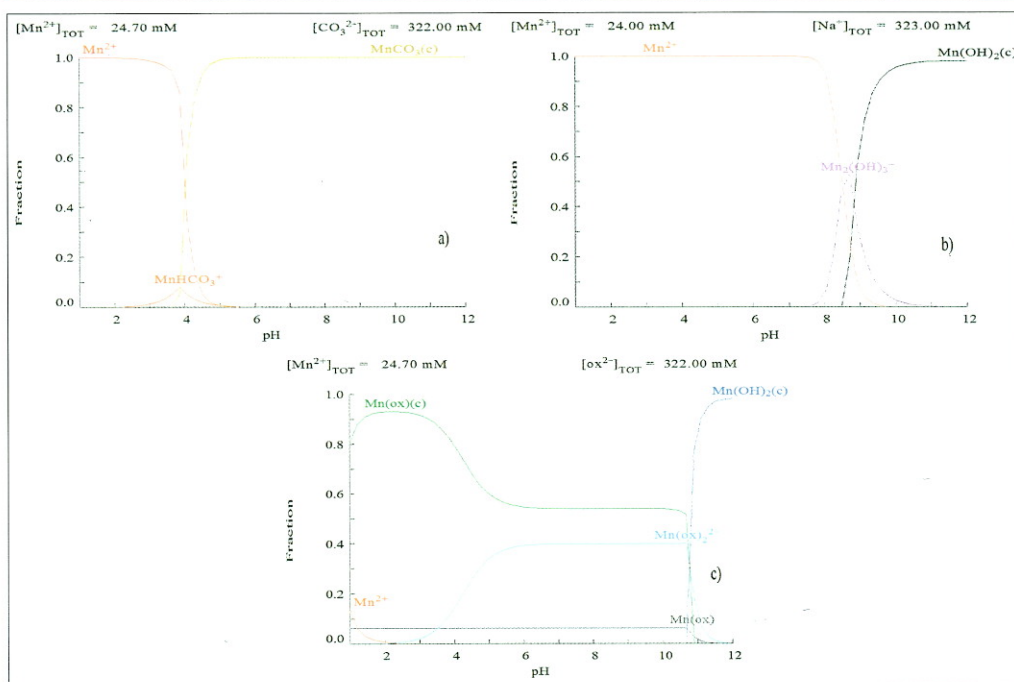 [Mn²⁺]TOT = 24.70 mM [CO₃²⁻]TOT = 322.00 mM
Mn²⁺ MnCO₃(c)
1.0
0.8
0.6
0.4
0.2
0.0
Fraction
MnHCO₃⁺
a)
2 4 6 8 10 12
pH
[Mn²⁺]TOT = 24.00 mM [Na⁺]TOT = 323.00 mM
Mn²⁺ Mn(OH)₂(c)
1.0
0.8
0.6
0.4
0.2
0.0
Fraction
Mn₂(OH)₃⁻
b)
2 4 6 8 10 12
pH
[Mn²⁺]TOT = 24.70 mM [ox²⁻]TOT = 322.00 mM
Mn(ox)(c) Mn(OH)₂(c)
1.0
0.8
0.6
0.4
0.2
0.0
Fraction
Mn(ox)₂²⁻
c)
Mn²⁺
Mn(ox)
2 4 6 8 10 12
pH